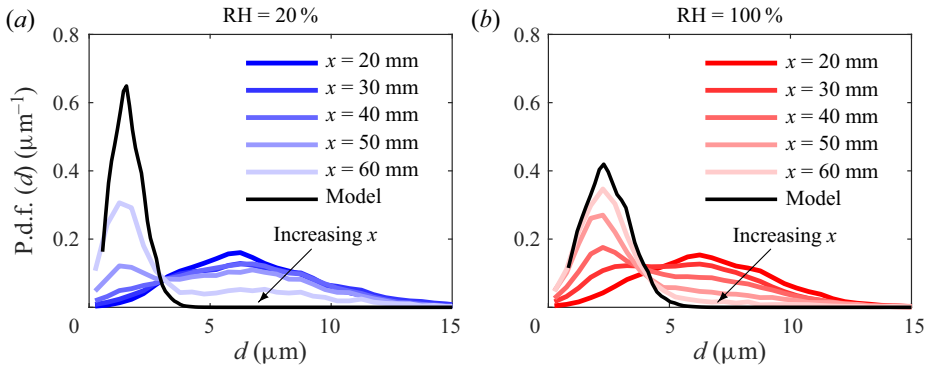 (a)
RH = 20 %
0.8
0.6
0.4
0.2
0
5
10
15
P.d.f. (d) (μm⁻¹)
d (μm)
x = 20 mm
x = 30 mm
x = 40 mm
x = 50 mm
x = 60 mm
Model
Increasing x
(b)
RH = 100 %
0.8
0.6
0.4
0.2
0
5
10
15
d (μm)
x = 20 mm
x = 30 mm
x = 40 mm
x = 50 mm
x = 60 mm
Model
Increasing x